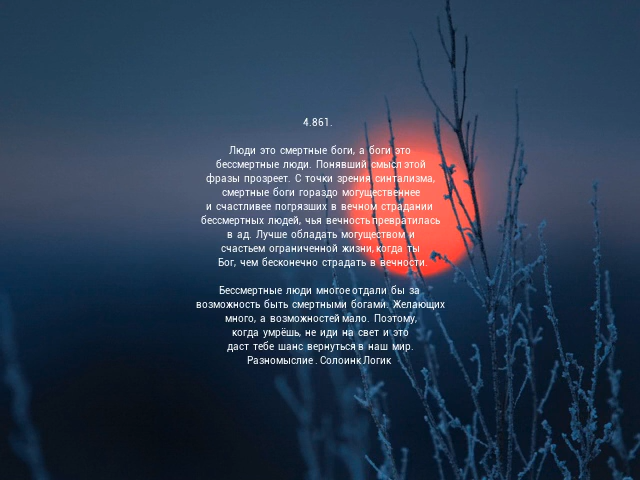 4.861.
Люди это смертные боги, а боги это
бессмертные люди. Понявший смысл этой
фразы прозреет. С точки зрения синтализма,
смертные боги гораздо могущественнее
и счастливее погрязших в вечном страдании
бессмертных людей, чья вечность превратилась
в ад. Лучше обладать могуществом и
счастьем ограниченной жизни, когда ты
Бог, чем бесконечно страдать в вечности.
Бессмертные люди многое отдали бы за
возможность быть смертными богами. Желающих
много, а возможностей мало. Поэтому,
когда умрёшь, не иди на свет и это
даст тебе шанс вернуться в наш мир.
Разномыслие. Солоинк Логик